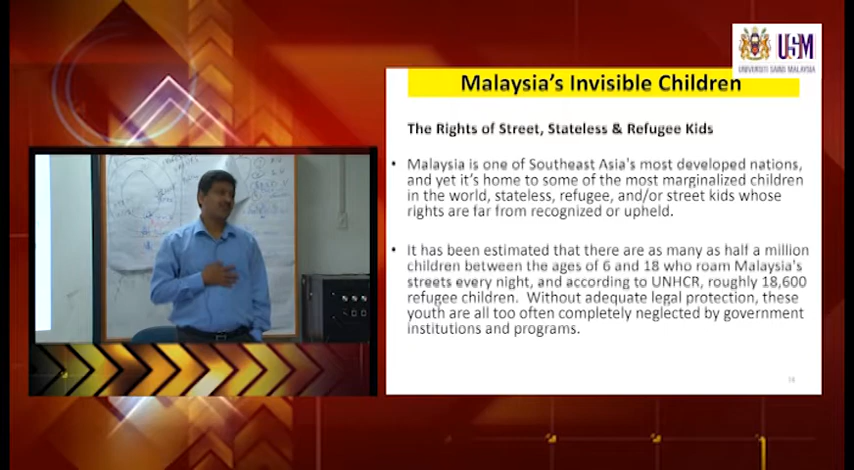 USM
UNIVERSITI SAINS MALAYSIA
Malaysia's Invisible Children
The Rights of Street, Stateless & Refugee Kids
• Malaysia is one of Southeast Asia's most developed nations,
and yet it's home to some of the most marginalized children
in the world, stateless, refugee, and/or street kids whose
rights are far from recognized or upheld.
• It has been estimated that there are as many as half a million
children between the ages of 6 and 18 who roam Malaysia's
streets every night, and according to UNHCR, roughly 18,600
refugee children. Without adequate legal protection, these
youth are all too often completely neglected by government
institutions and programs.